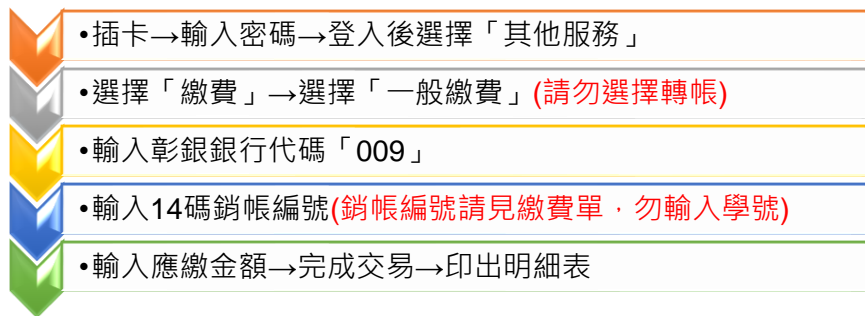 •插卡→輸入密碼→登入後選擇「其他服務」
•選擇「繳費」→選擇「一般繳費」(請勿選擇轉帳)
•輸入彰銀銀行代碼「009」
•輸入14碼銷帳編號(銷帳編號請見繳費單，勿輸入學號)
•輸入應繳金額→完成交易→印出明細表